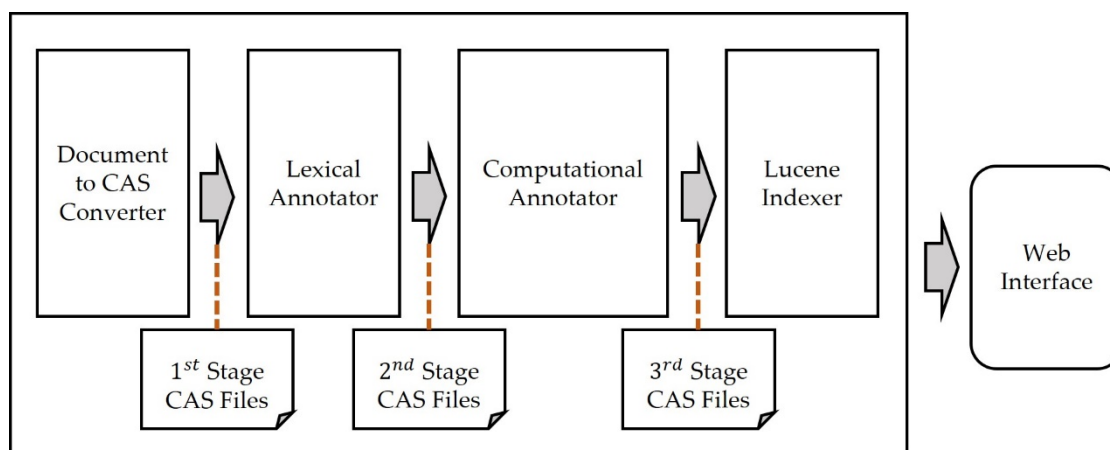 Document
to CAS
Converter
Lexical
Annotator
Computational
Annotator
Lucene
Indexer
Web
Interface
1st Stage
CAS Files
2nd Stage
CAS Files
3rd Stage
CAS Files